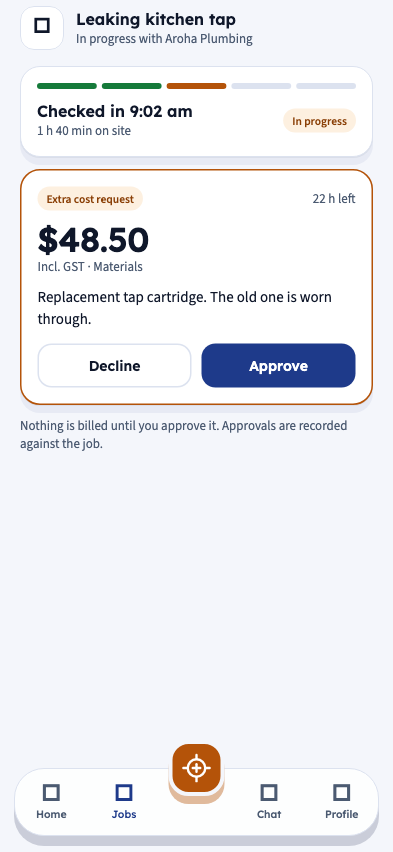 Leaking kitchen tap
In progress with Aroha Plumbing
Checked in 9:02 am
1 h 40 min on site
In progress
Extra cost request
22 h left
$48.50
Incl. GST · Materials
Replacement tap cartridge. The old one is worn
through.
Decline
Approve
Nothing is billed until you approve it. Approvals are recorded
against the job.
Home
Jobs
Chat
Profile